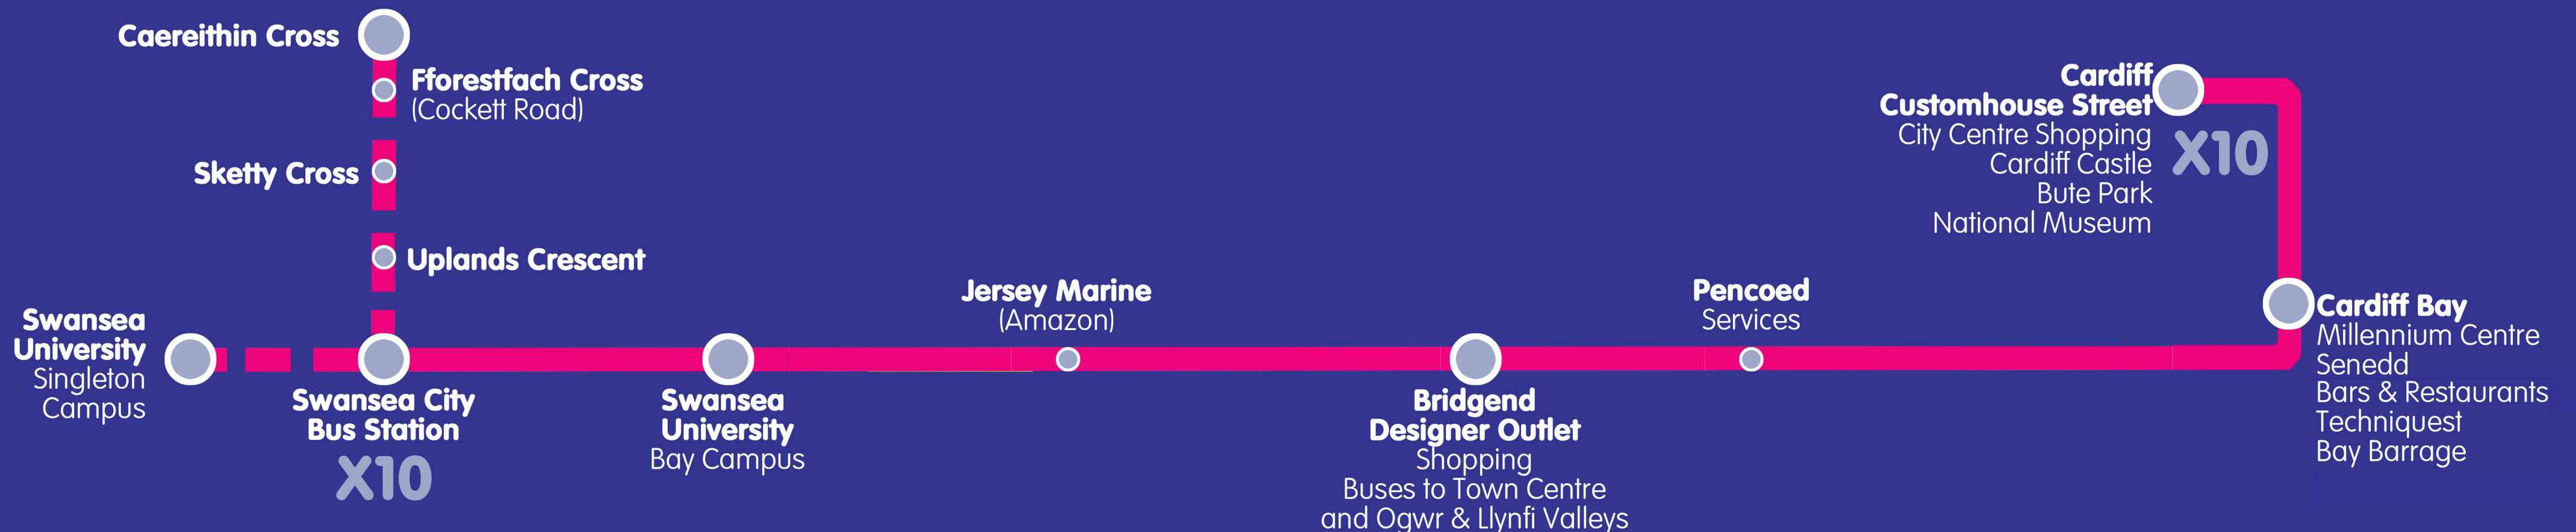 Caereithin Cross
Fforestfach Cross
(Cockett Road)
Sketty Cross
Uplands Crescent
Swansea
University
Singleton
Campus
Swansea City
Bus Station
X10
Swansea
University
Bay Campus
Jersey Marine
(Amazon)
Bridgend
Designer Outlet
Shopping
Buses to Town Centre
and Ogwr & Llynfi Valleys
Pencoed
Services
Cardiff
Customhouse Street
City Centre Shopping
Cardiff Castle
Bute Park
National Museum
X10
Cardiff Bay
Millennium Centre
Senedd
Bars & Restaurants
Techniquest
Bay Barrage